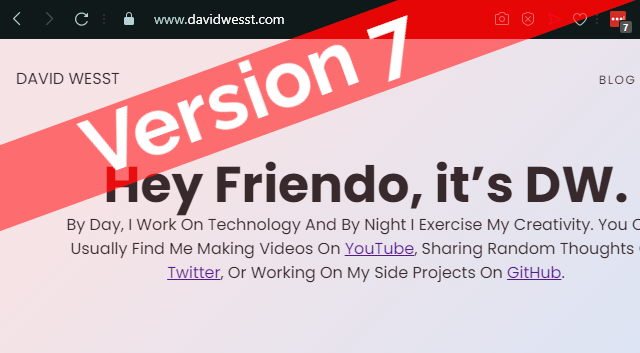 www.davidwesst.com
7
Version 7
DAVID WESST
BLOG
Hey Friendo, it's DW.
By Day, I Work On Technology And By Night I Exercise My Creativity. You
Usually Find Me Making Videos On YouTube, Sharing Random Thoughts
Twitter, Or Working On My Side Projects On GitHub.